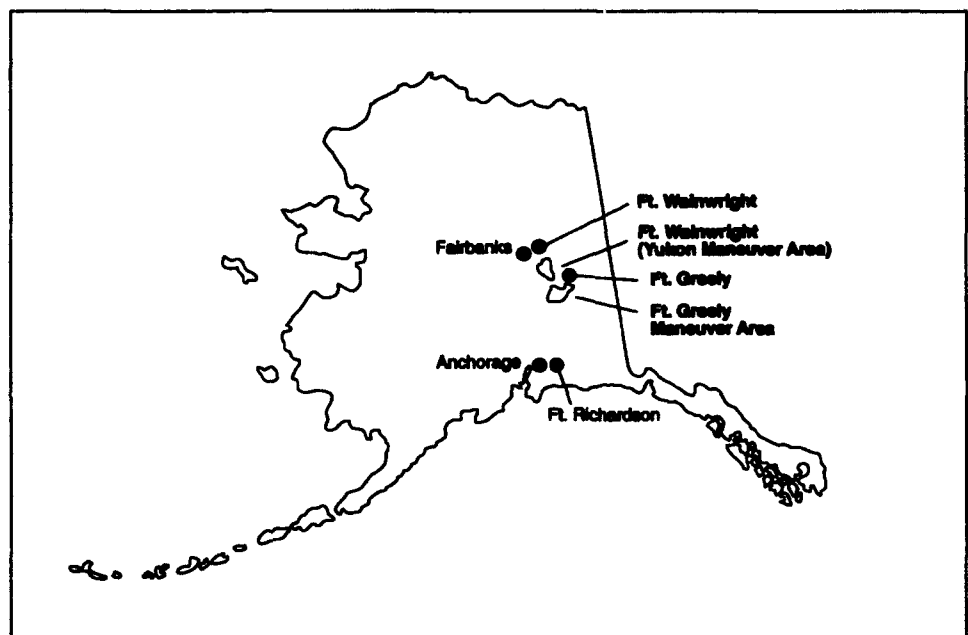 Ft. Wainwright
Ft. Wainwright
(Yukon Maneuver Area)
Fairbanks
Ft. Greely
Ft. Greely
Maneuver Area
Anchorage
Ft. Richardson